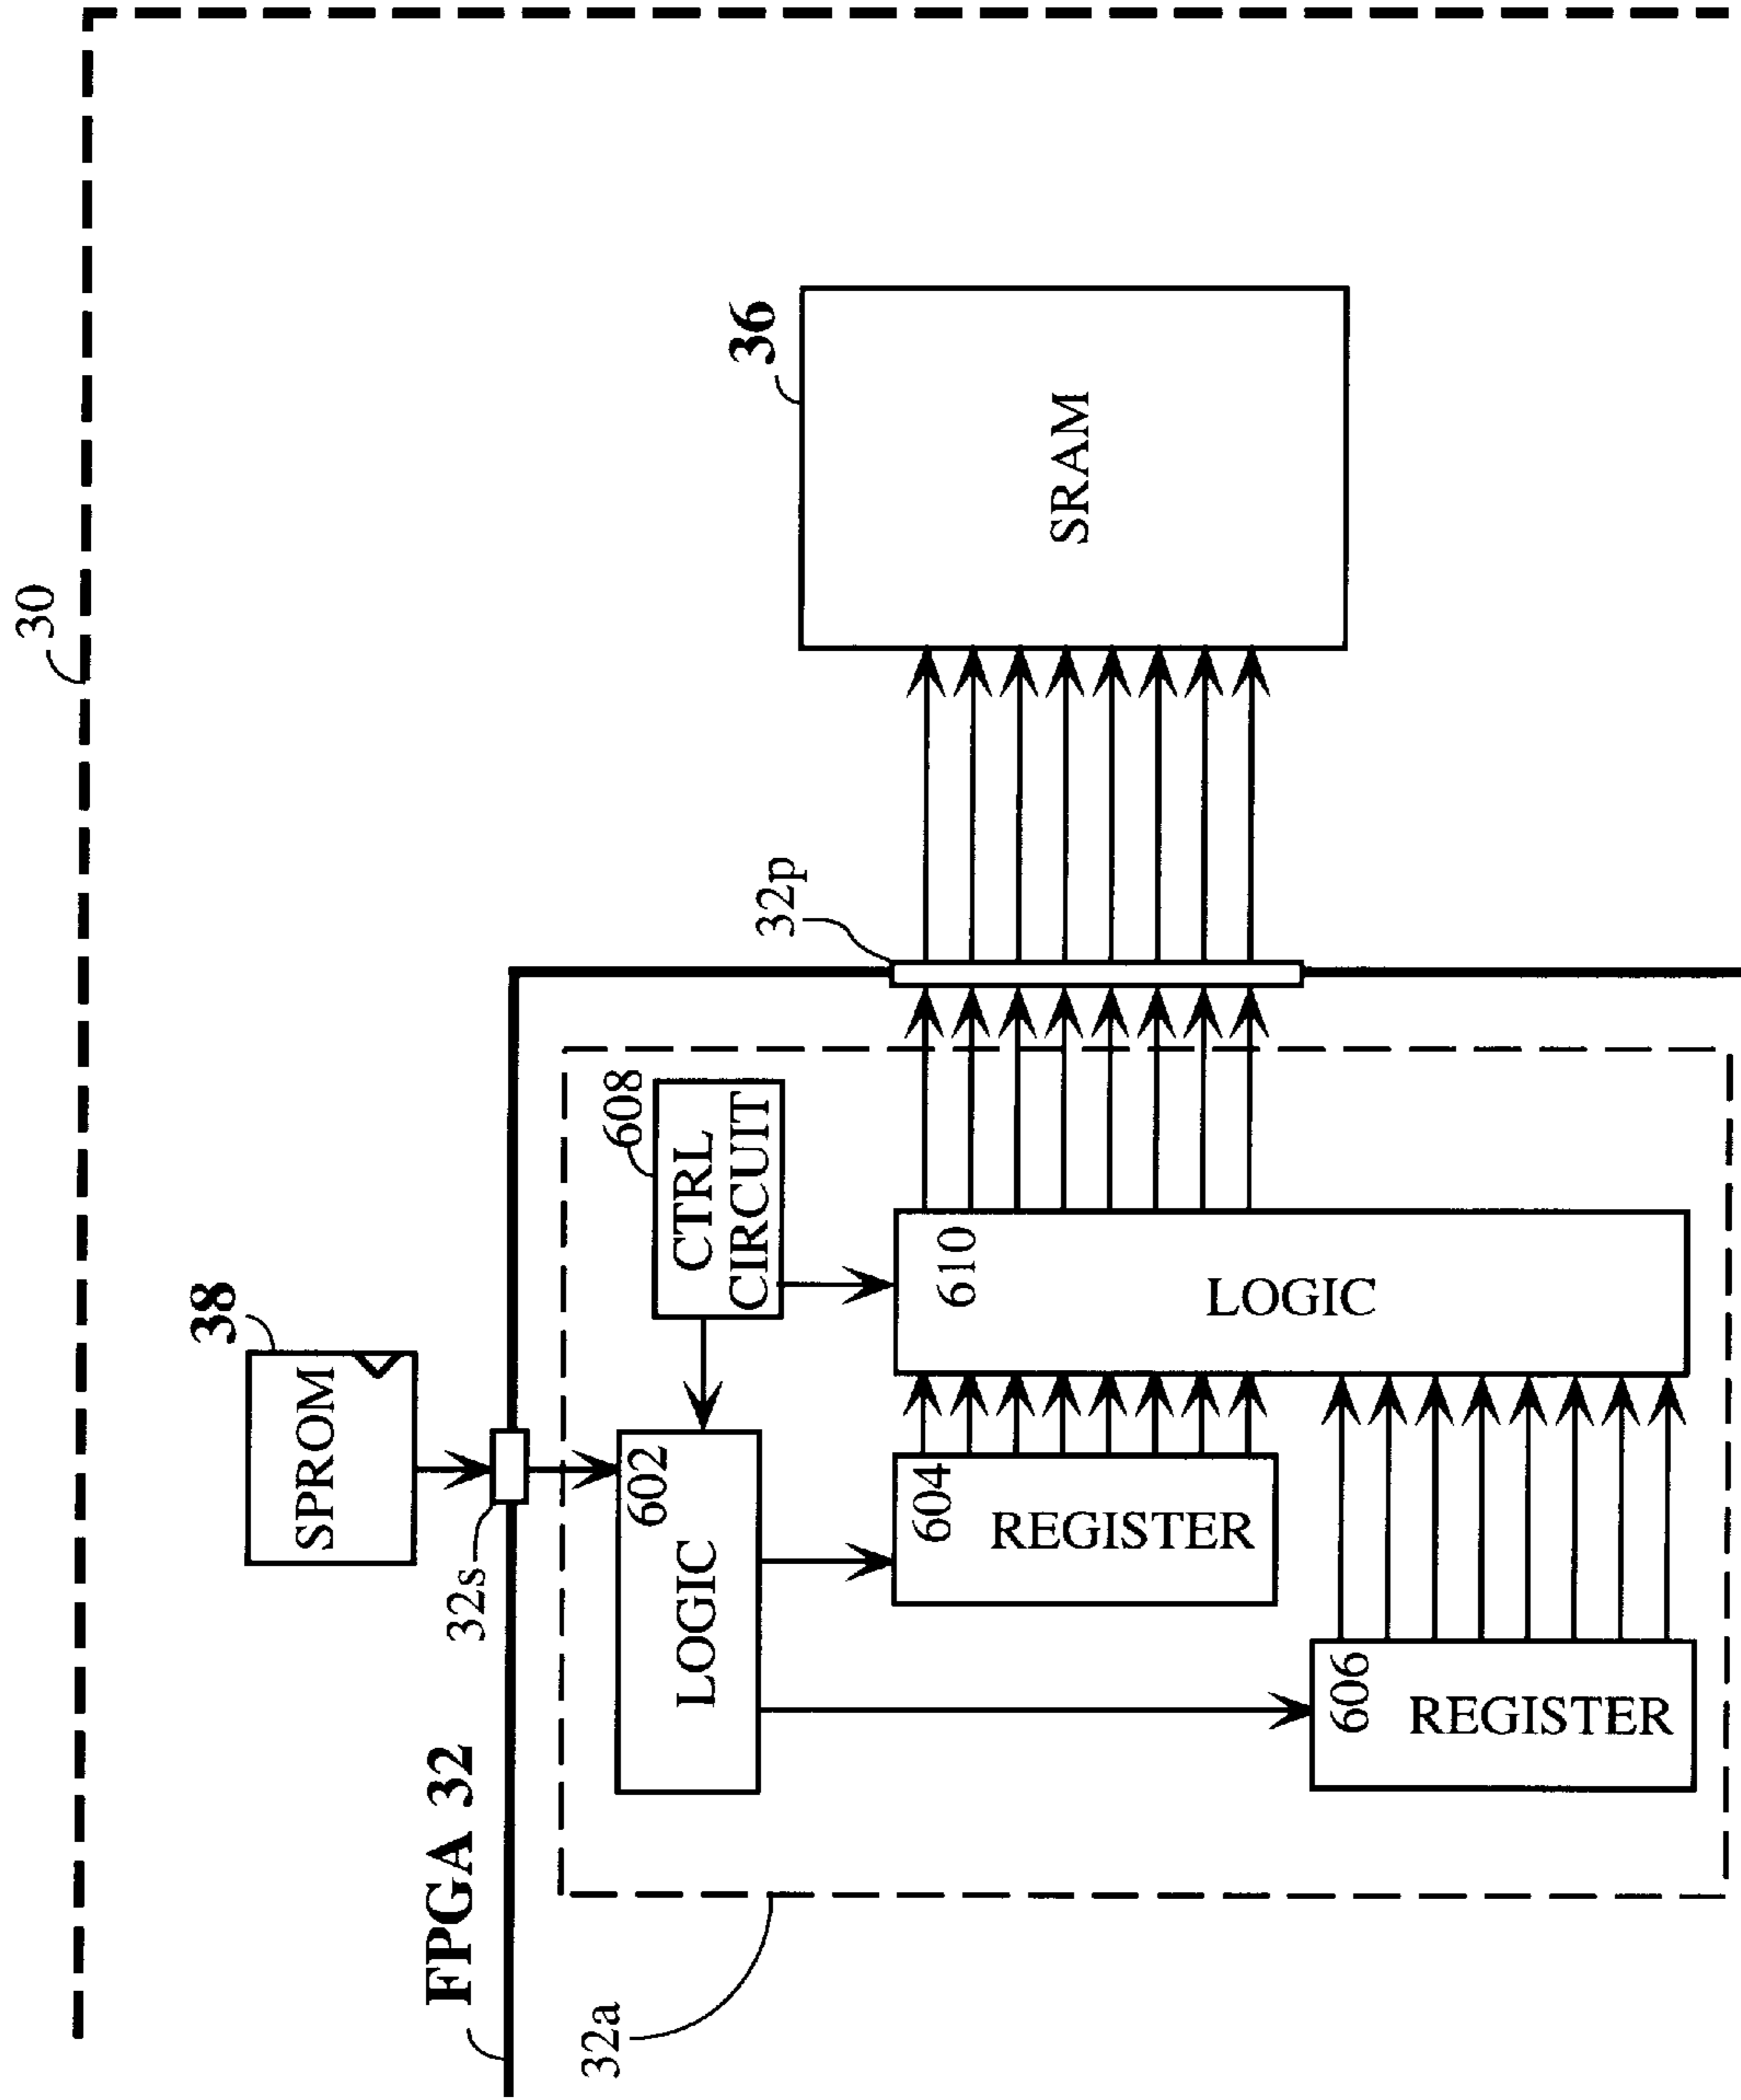 30
38
SPROM
36
SRAM
FPGA 32
32s
32p
608
CTRL
CIRCUIT
602
LOGIC
610
LOGIC
604
REGISTER
606
REGISTER
32a